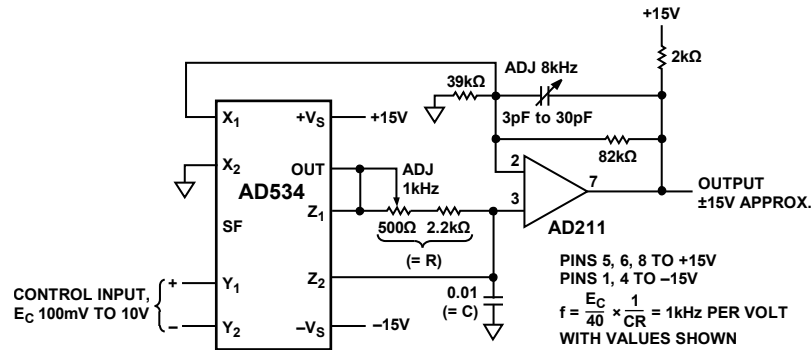 +15V
2kΩ
39kΩ
ADJ 8kHz
3pF to 30pF
82kΩ
X1
X2
+VS
+15V
OUT
AD534
ADJ
1kHz
Z1
SF
500Ω 2.2kΩ
(= R)
Z2
2
3
7
AD211
OUTPUT
±15V APPROX.
CONTROL INPUT,
EC 100mV TO 10V
+
–
Y1
Y2
–VS
–15V
0.01
(= C)
PINS 5, 6, 8 TO +15V
PINS 1, 4 TO –15V
f = EC/40 × 1/CR = 1kHz PER VOLT
WITH VALUES SHOWN